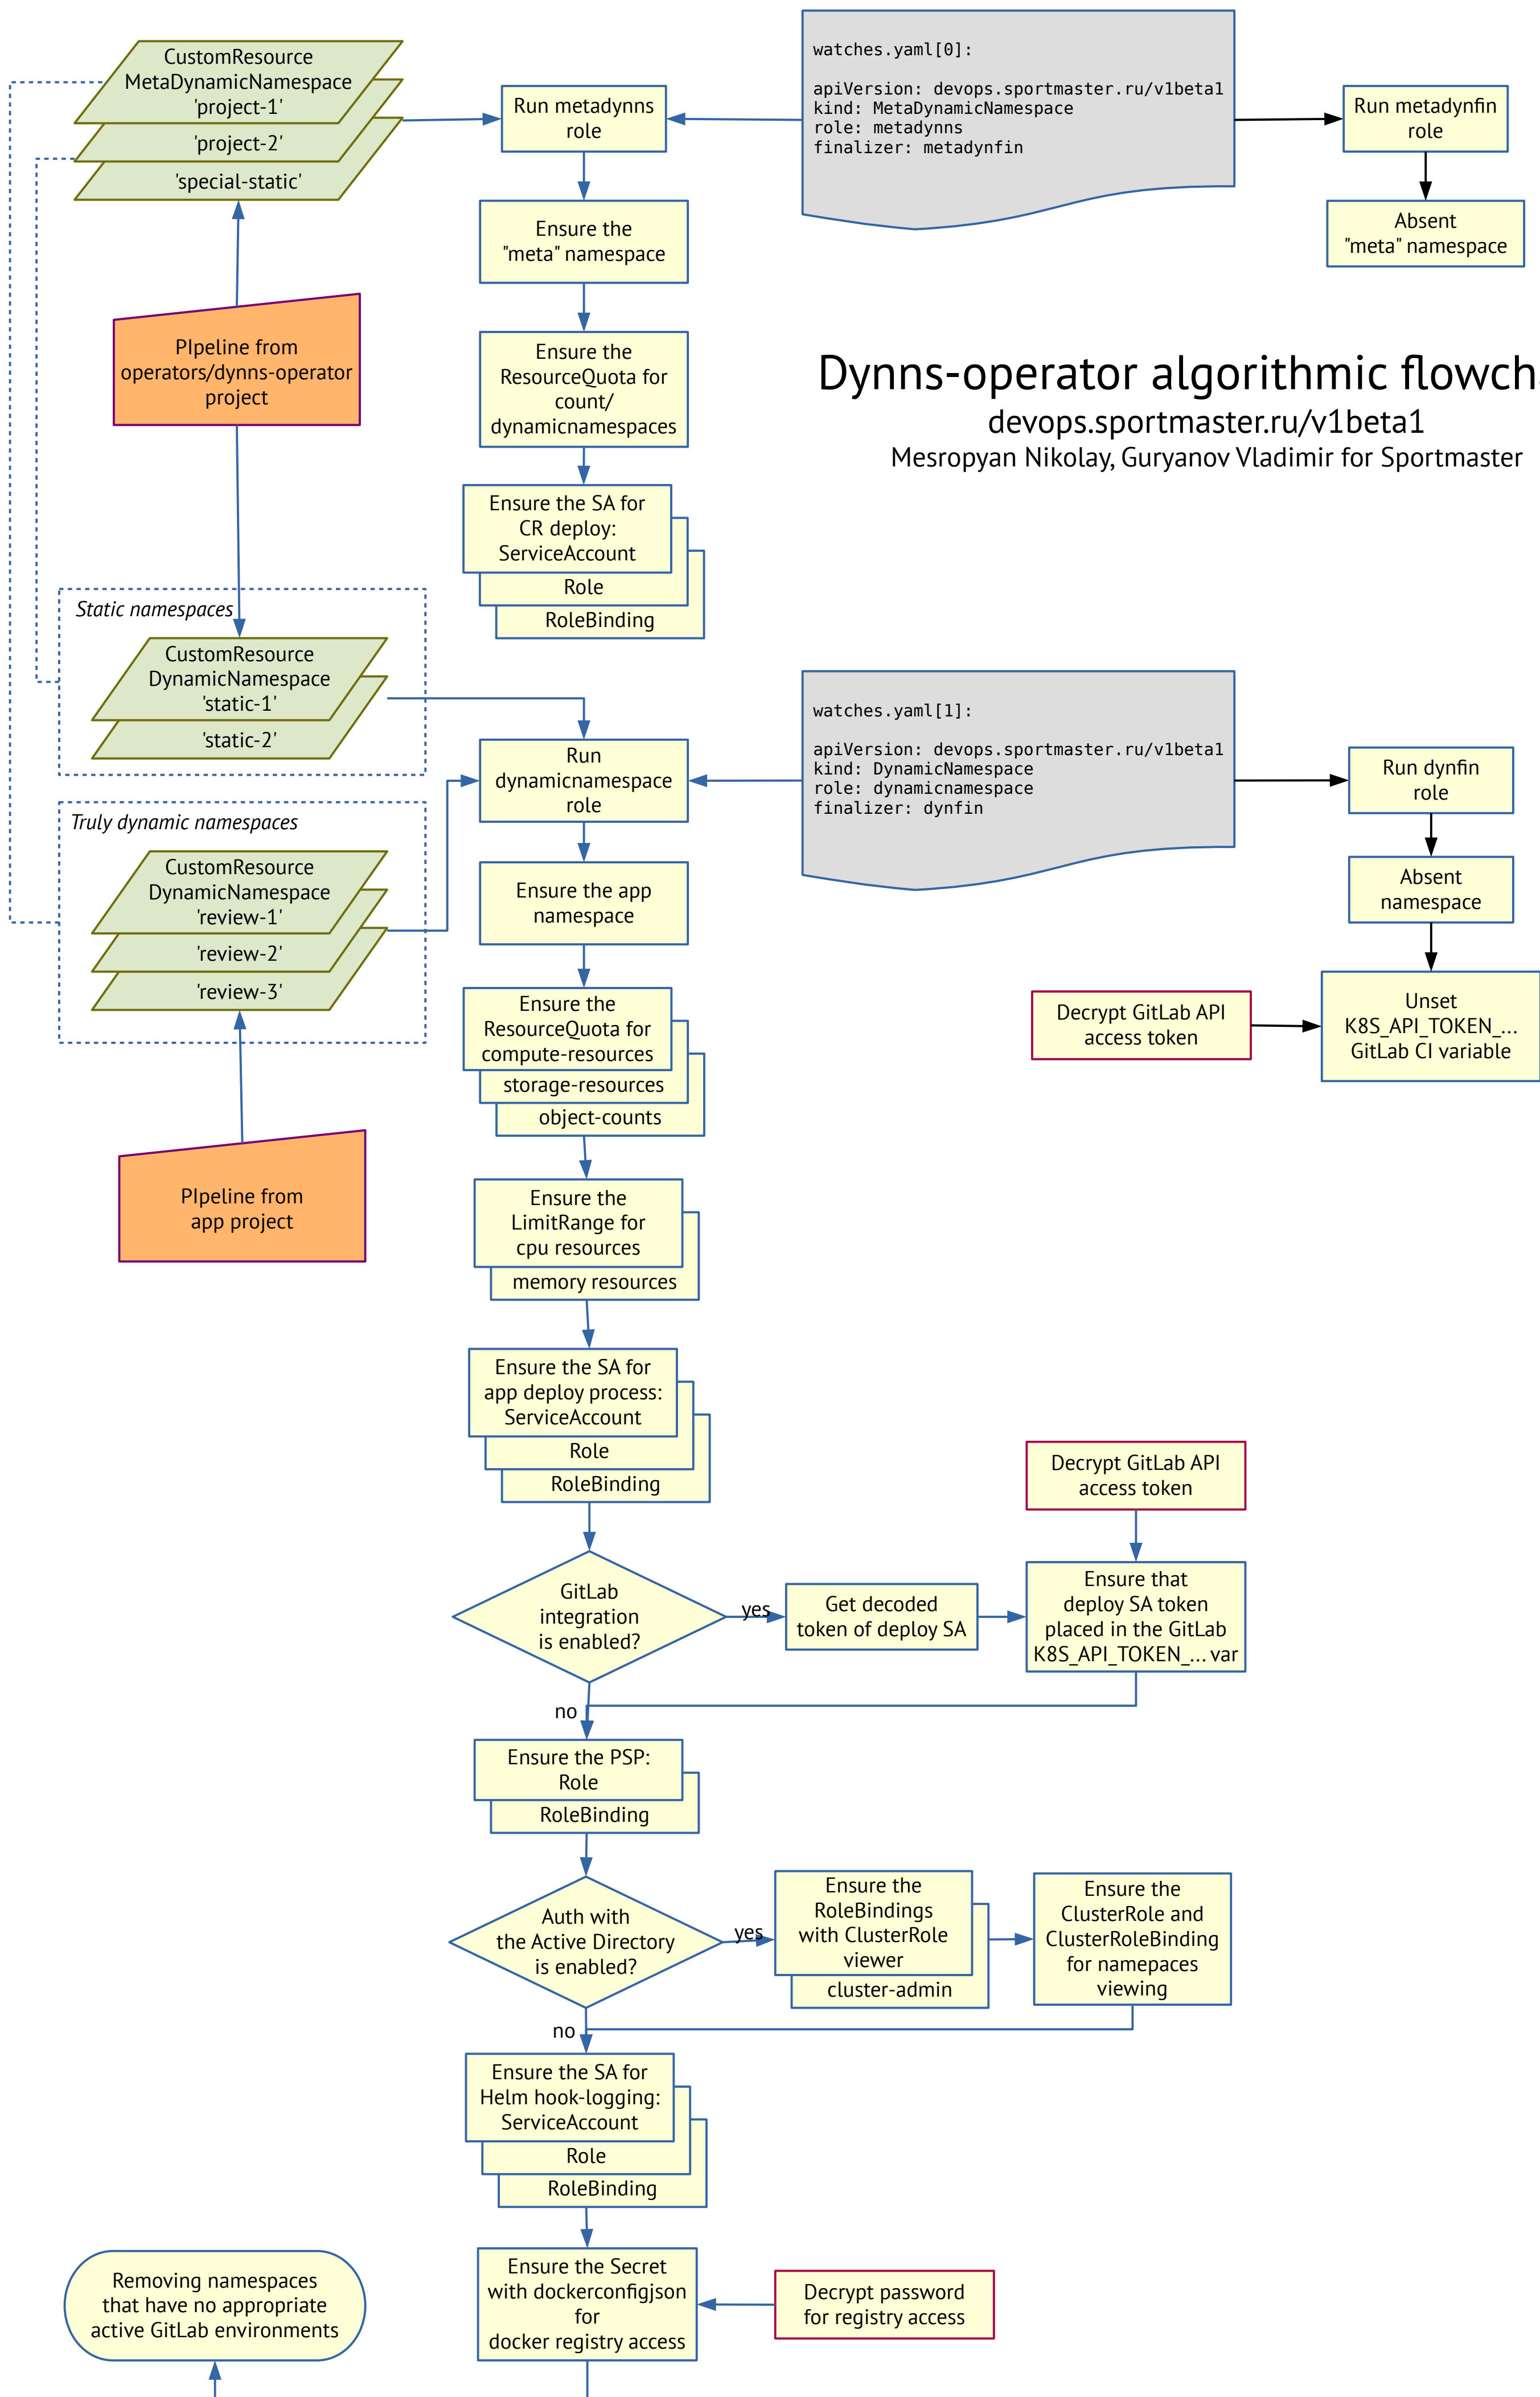 CustomResource
MetaDynamicNamespace
'project-1'
'project-2'
'special-static'
Run metadynns
role
watches.yaml[0]:
apiVersion: devops.sportmaster.ru/v1beta1
kind: MetaDynamicNamespace
role: metadynns
finalizer: metadynfin
Run metadynfin
role
Absent
"meta" namespace
Ensure the
"meta" namespace
PIpeline from
operators/dynns-operator
project
Ensure the
ResourceQuota for
count/
dynamicnamespaces
Dynns-operator algorithmic flowch
devops.sportmaster.ru/v1beta1
Mesropyan Nikolay, Guryanov Vladimir for Sportmaster
Ensure the SA for
CR deploy:
ServiceAccount
Role
RoleBinding
Static namespaces
CustomResource
DynamicNamespace
'static-1'
'static-2'
Run
dynamicnamespace
role
watches.yaml[1]:
apiVersion: devops.sportmaster.ru/v1beta1
kind: DynamicNamespace
role: dynamicnamespace
finalizer: dynfin
Run dynfin
role
Absent
namespace
Unset
K8S_API_TOKEN_...
GitLab CI variable
Decrypt GitLab API
access token
Truly dynamic namespaces
CustomResource
DynamicNamespace
'review-1'
'review-2'
'review-3'
Ensure the app
namespace
Ensure the
ResourceQuota for
compute-resources
storage-resources
object-counts
PIpeline from
app project
Ensure the
LimitRange for
cpu resources
memory resources
Ensure the SA for
app deploy process:
ServiceAccount
Role
RoleBinding
Decrypt GitLab API
access token
GitLab
integration
is enabled?
yes
Get decoded
token of deploy SA
Ensure that
deploy SA token
placed in the GitLab
K8S_API_TOKEN_... var
no
Ensure the PSP:
Role
RoleBinding
Auth with
the Active Directory
is enabled?
yes
Ensure the
RoleBindings
with ClusterRole
viewer
cluster-admin
Ensure the
ClusterRole and
ClusterRoleBinding
for namepaces
viewing
no
Ensure the SA for
Helm hook-logging:
ServiceAccount
Role
RoleBinding
Removing namespaces
that have no appropriate
active GitLab environments
Ensure the Secret
with dockerconfigjson
for
docker registry access
Decrypt password
for registry access